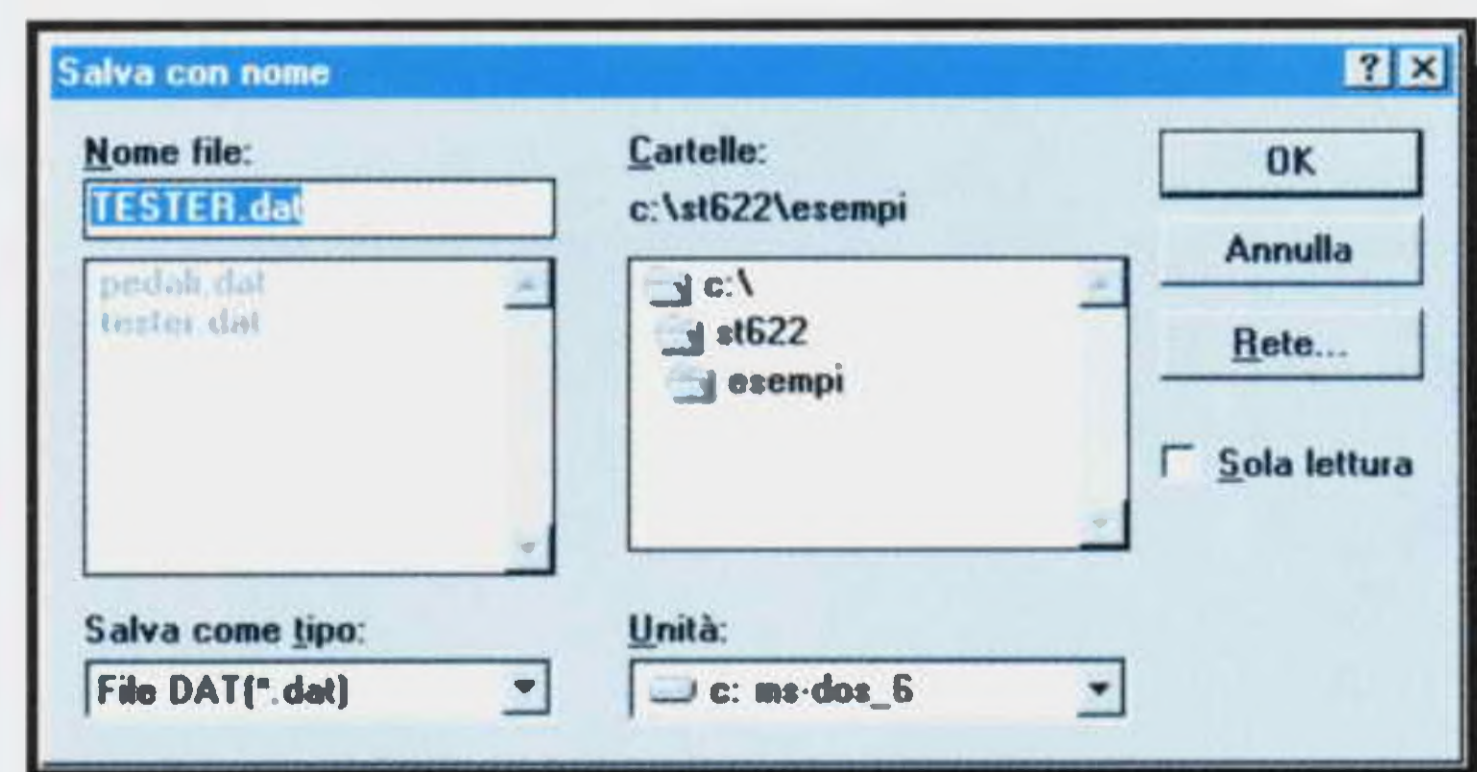 Salva con nome
Nome file:
TESTER.dat
pedali.dat
tester.dat
Salva come tipo:
File DAT(*.dat)
Cartelle:
c:\st622\esempi
c:\
st622
esempi
Unità:
c: ms-dos_6
OK
Annulla
Rete...
Sola lettura